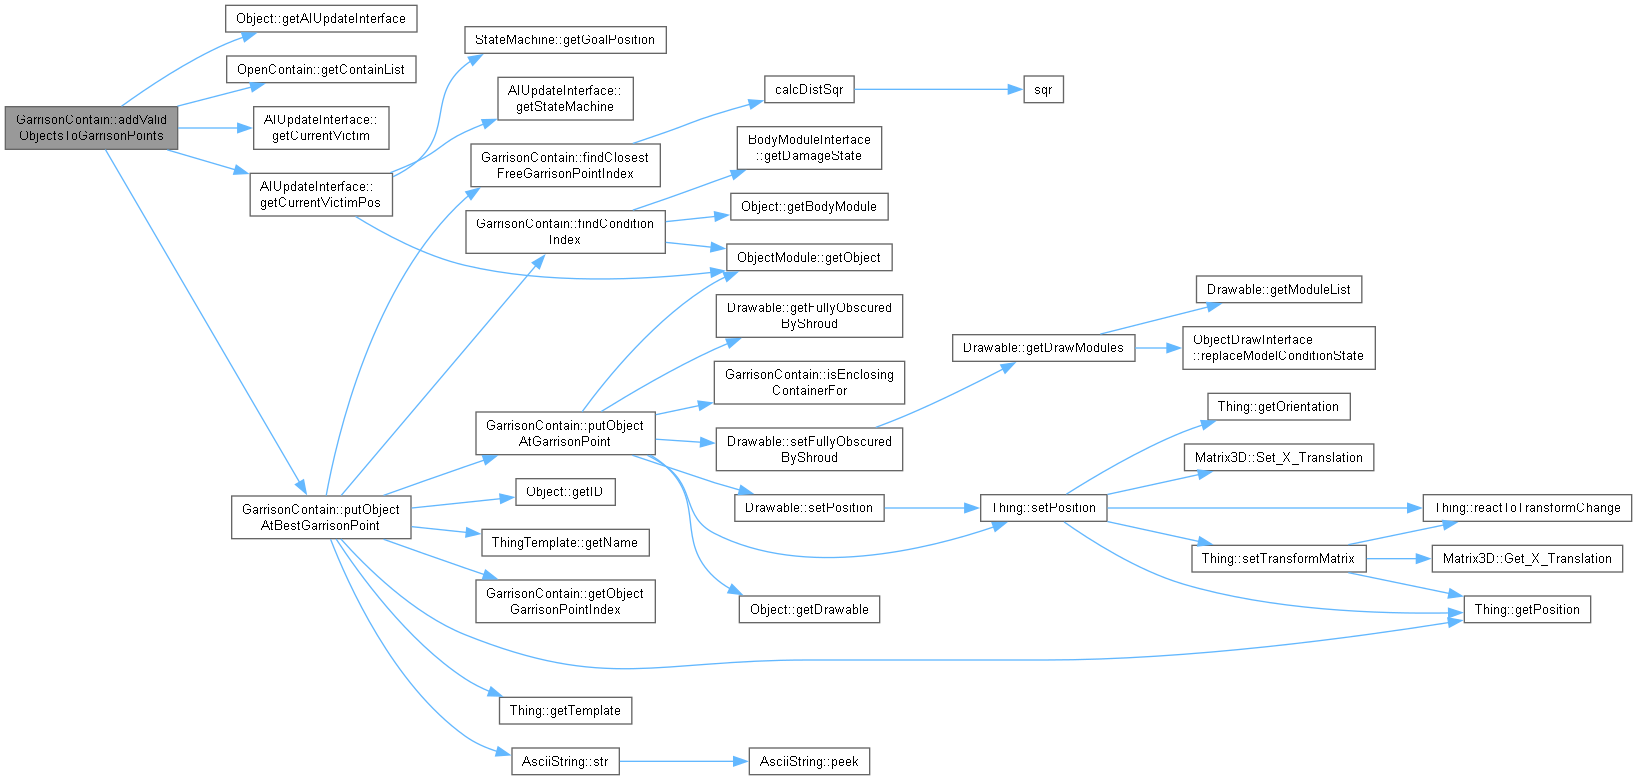 Object::getAIUpdateInterface
OpenContain::getContainList
GarrisonContain::addValid
ObjectsToGarrisonPoints
AIUpdateInterface::
getCurrentVictim
AIUpdateInterface::
getCurrentVictimPos
GarrisonContain::putObject
AtBestGarrisonPoint
StateMachine::getGoalPosition
AIUpdateInterface::
getStateMachine
GarrisonContain::findClosest
FreeGarrisonPointIndex
GarrisonContain::findCondition
Index
GarrisonContain::putObject
AtGarrisonPoint
Object::getID
ThingTemplate::getName
GarrisonContain::getObject
GarrisonPointIndex
Thing::getTemplate
AsciiString::str
calcDistSqr
BodyModuleInterface
::getDamageState
Object::getBodyModule
ObjectModule::getObject
Drawable::getFullyObscured
ByShroud
GarrisonContain::isEnclosing
ContainerFor
Drawable::setFullyObscured
ByShroud
Drawable::setPosition
Object::getDrawable
AsciiString::peek
sqr
Drawable::getDrawModules
Thing::setPosition
Drawable::getModuleList
ObjectDrawInterface
::replaceModelConditionState
Thing::getOrientation
Matrix3D::Set_X_Translation
Thing::setTransformMatrix
Thing::reactToTransformChange
Matrix3D::Get_X_Translation
Thing::getPosition